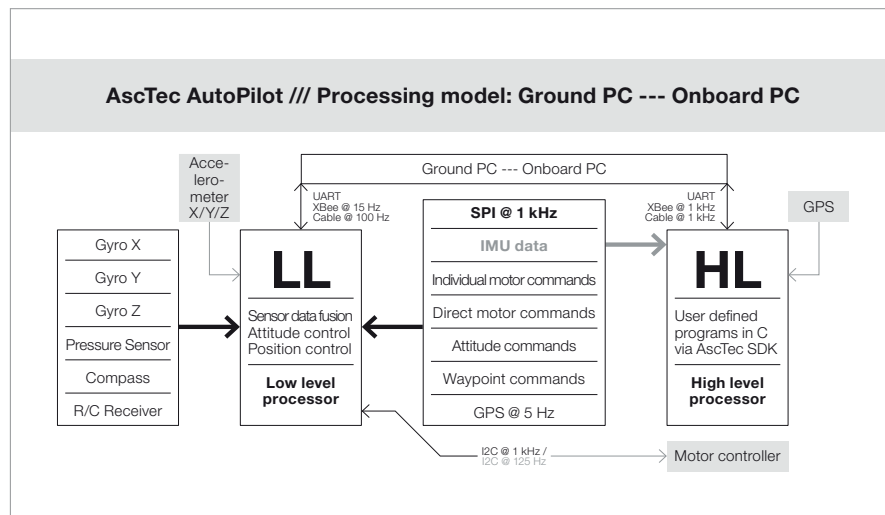 AscTec AutoPilot /// Processing model: Ground PC --- Onboard PC
Acce-
lero-
meter
X/Y/Z
Ground PC --- Onboard PC
UART
XBee @ 15 Hz
Cable @ 100 Hz
UART
XBee @ 1 kHz
Cable @ 1 kHz
GPS
Gyro X
Gyro Y
Gyro Z
Pressure Sensor
Compass
R/C Receiver
LL
Sensor data fusion
Attitude control
Position control
Low level
processor
SPI @ 1 kHz
IMU data
Individual motor commands
Direct motor commands
Attitude commands
Waypoint commands
GPS @ 5 Hz
HL
User defined
programs in C
via AscTec SDK
High level
processor
I2C @ 1 kHz /
I2C @ 125 Hz
Motor controller